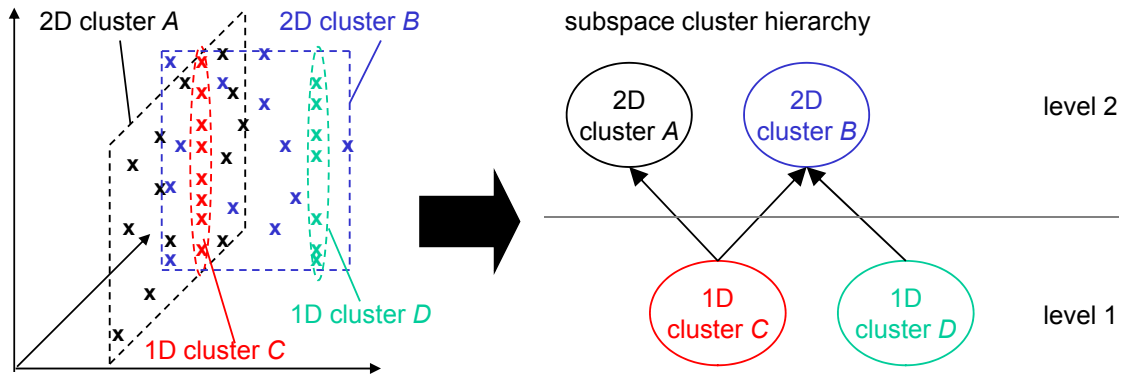 2D cluster A
2D cluster B
1D cluster D
1D cluster C
subspace cluster hierarchy
2D
cluster A
2D
cluster B
level 2
1D
cluster C
1D
cluster D
level 1